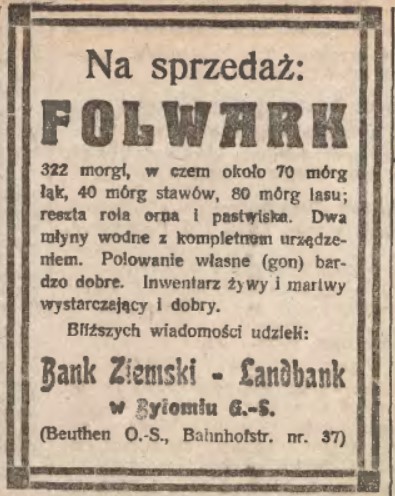 Na sprzedaż:
FOLWARK
322 morgi, w czem około 70 mórg
łąk, 40 mórg stawów, 80 mórg lasu;
reszta rola orna i pastwiska. Dwa
młyny wodne z kompletnem urządze-
niem. Polowanie własne (gon) bar-
dzo dobre. Inwentarz żywy i martwy
wystarczający i dobry.
Bliższych wiadomości udzieli:
Bank Ziemski - Landbank
w Bytomiu G.-S.
(Beuthen O.-S., Bahnhofstr. nr. 37)